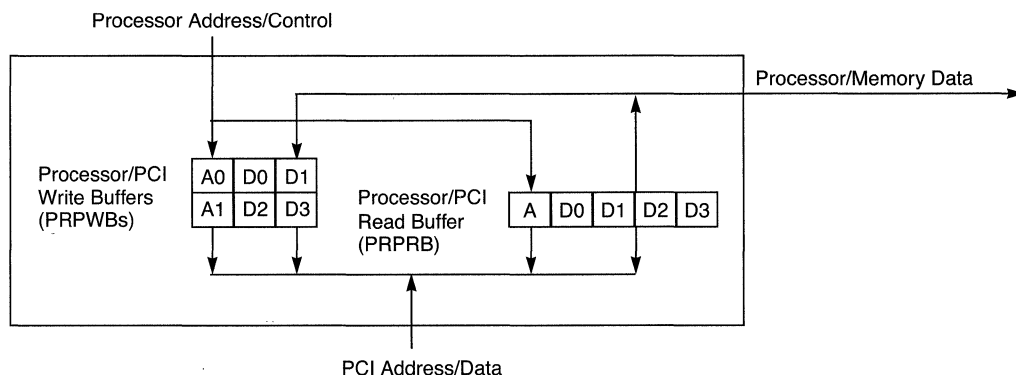 Processor Address/Control
Processor/Memory Data
Processor/PCI
Write Buffers
(PRPWBs)
A0 D0 D1
A1 D2 D3
Processor/PCI
Read Buffer
(PRPRB)
A D0 D1 D2 D3
PCI Address/Data